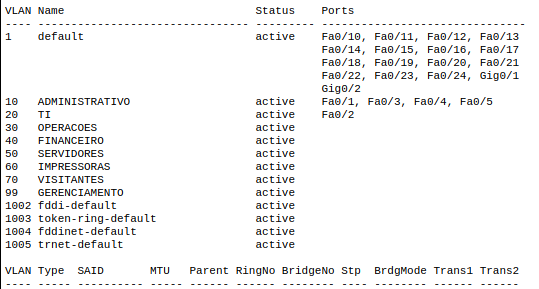 VLAN Name                             Status    Ports
---- -------------------------------- --------- -------------------------------
1    default                          active    Fa0/10, Fa0/11, Fa0/12, Fa0/13
                                                Fa0/14, Fa0/15, Fa0/16, Fa0/17
                                                Fa0/18, Fa0/19, Fa0/20, Fa0/21
                                                Fa0/22, Fa0/23, Fa0/24, Gig0/1
                                                Gig0/2
10   ADMINISTRATIVO                   active    Fa0/1, Fa0/3, Fa0/4, Fa0/5
20   TI                               active    Fa0/2
30   OPERACOES                        active
40   FINANCEIRO                       active
50   SERVIDORES                       active
60   IMPRESSORAS                      active
70   VISITANTES                       active
99   GERENCIAMENTO                    active
1002 fddi-default                     active
1003 token-ring-default               active
1004 fddinet-default                  active
1005 trnet-default                    active
VLAN Type  SAID       MTU   Parent RingNo BridgeNo Stp  BrdgMode Trans1 Trans2
---- ----- ---------- ----- ------ ------ -------- ---- -------- ------ ------